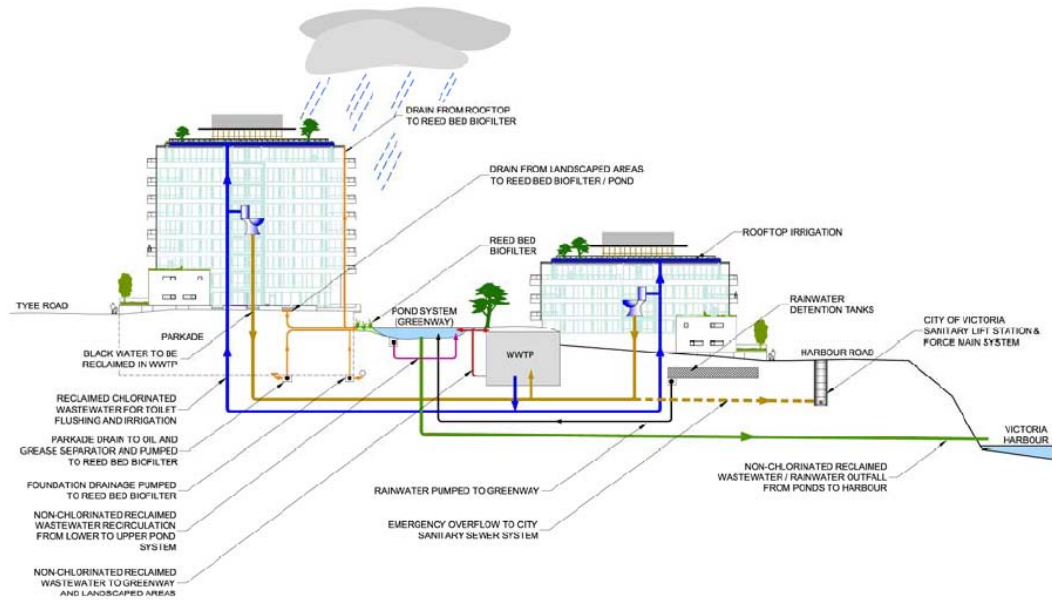 DRAIN FROM ROOFTOP
TO REED BED BIOFILTER
DRAIN FROM LANDSCAPED AREAS
TO REED BED BIOFILTER / POND
REED BED
BIOFILTER
ROOFTOP IRRIGATION
RAINWATER
DETENTION TANKS
CITY OF VICTORIA
SANITARY LIFT STATION &
FORCE MAIN SYSTEM
TYEE ROAD
POND SYSTEM
(GREENWAY)
PARKADE
WWTP
HARBOUR ROAD
BLACK WATER TO BE
RECLAIMED IN WWTP
RECLAIMED CHLORINATED
WASTEWATER FOR TOILET
FLUSHING AND IRRIGATION
PARKADE DRAIN TO OIL AND
GREASE SEPARATOR AND PUMPED
TO REED BED BIOFILTER
FOUNDATION DRAINAGE PUMPED
TO REED BED BIOFILTER
NON-CHLORINATED RECLAIMED
WASTEWATER RECIRCULATION
FROM LOWER TO UPPER POND
SYSTEM
NON-CHLORINATED RECLAIMED
WASTEWATER TO GREENWAY
AND LANDSCAPED AREAS
RAINWATER PUMPED TO GREENWAY
EMERGENCY OVERFLOW TO CITY
SANITARY SEWER SYSTEM
NON-CHLORINATED RECLAIMED
WASTEWATER / RAINWATER OUTFALL
FROM PONDS TO HARBOUR
VICTORIA
HARBOUR